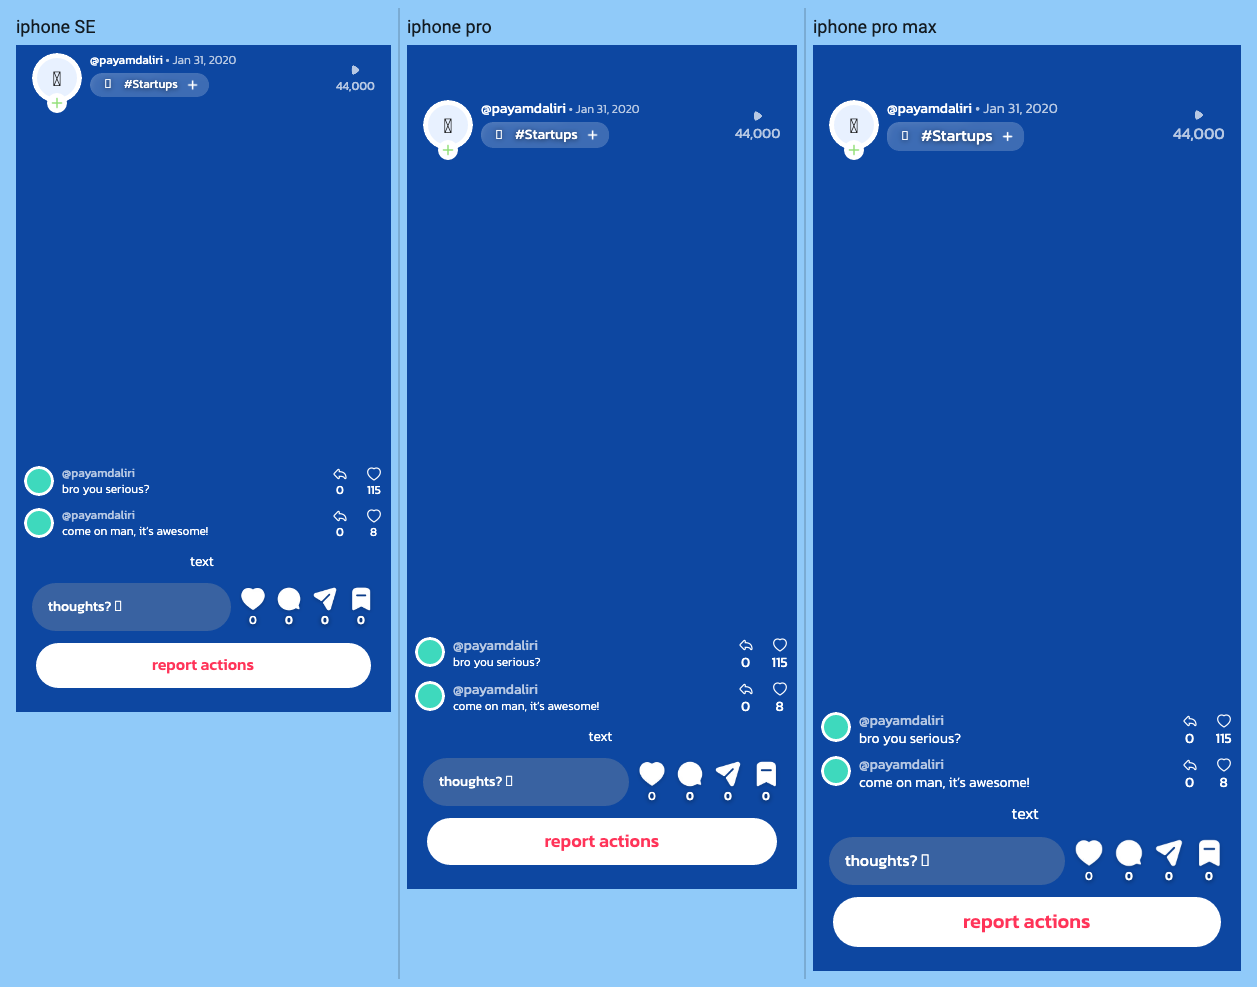 iphone SE
@payamdaliri • Jan 31, 2020
#Startups +
44,000
@payamdaliri
bro you serious?
0 115
@payamdaliri
come on man, it's awesome!
0 8
text
thoughts?
0 0 0 0
report actions
iphone pro
@payamdaliri • Jan 31, 2020
#Startups +
44,000
@payamdaliri
bro you serious?
0 115
@payamdaliri
come on man, it's awesome!
0 8
text
thoughts?
0 0 0 0
report actions
iphone pro max
@payamdaliri • Jan 31, 2020
#Startups +
44,000
@payamdaliri
bro you serious?
0 115
@payamdaliri
come on man, it's awesome!
0 8
text
thoughts?
0 0 0 0
report actions